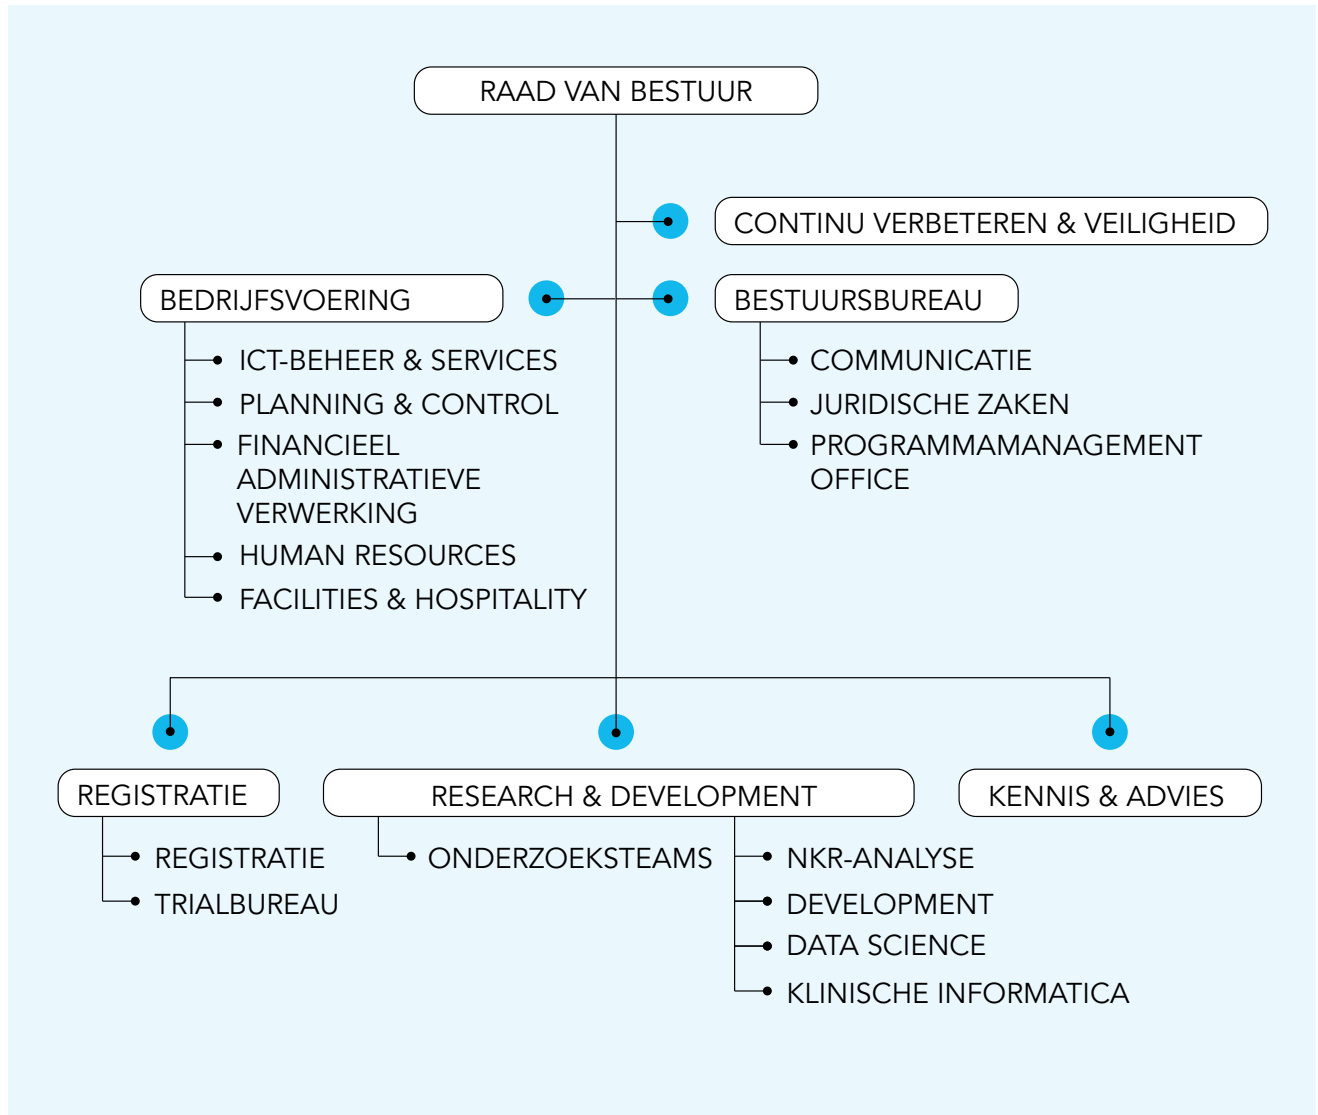 RAAD VAN BESTUUR
CONTINU VERBETEREN & VEILIGHEID
BEDRIJFSVOERING
ICT-BEHEER & SERVICES
PLANNING & CONTROL
FINANCIEEL
ADMINISTRATIEVE
VERWERKING
HUMAN RESOURCES
FACILITIES & HOSPITALITY
BESTUURSBUREAU
COMMUNICATIE
JURIDISCHE ZAKEN
PROGRAMMAMANAGEMENT
OFFICE
REGISTRATIE
REGISTRATIE
TRIALBUREAU
RESEARCH & DEVELOPMENT
ONDERZOEKSTEAMS
NKR-ANALYSE
DEVELOPMENT
DATA SCIENCE
KLINISCHE INFORMATICA
KENNIS & ADVIES